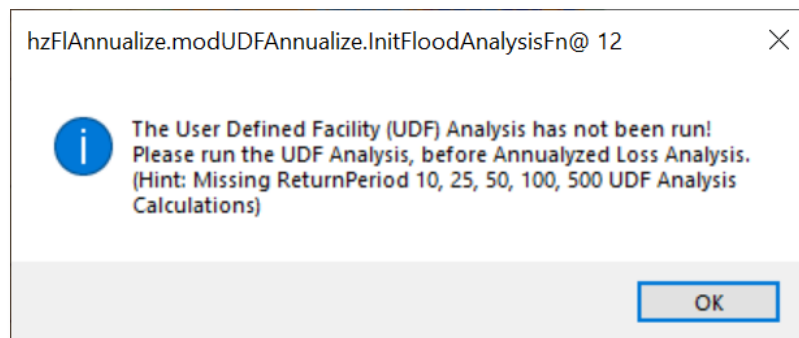 hzFlAnnualize.modUDFAnnualize.InitFloodAnalysisFn@ 12
The User Defined Facility (UDF) Analysis has not been run!
Please run the UDF Analysis, before Annualyzed Loss Analysis.
(Hint: Missing ReturnPeriod 10, 25, 50, 100, 500 UDF Analysis
Calculations)
OK